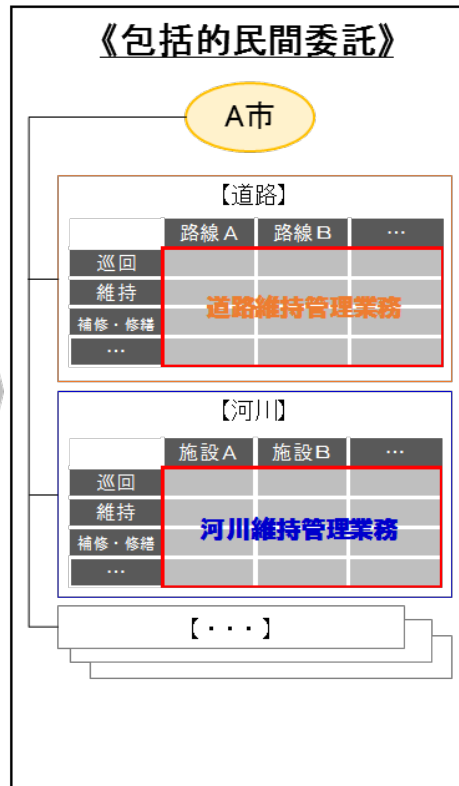 《包括的民間委託》
A市
【道路】
路線A 路線B …
巡回
維持
道路維持管理業務
補修・修繕
…
【河川】
施設A 施設B …
巡回
維持
河川維持管理業務
補修・修繕
…
【・・・】